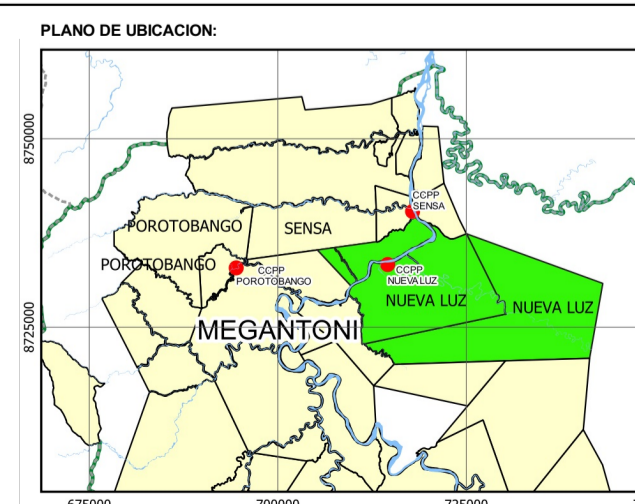 PLANO DE UBICACION:
8750000
CCPP
SENSA
POROTOBANGO
SENSA
POROTOBANGO
CCPP
POROTOBANGO
CCPP
NUEVA LUZ
NUEVA LUZ
NUEVA LUZ
8725000
MEGANTONI
675000
700000
725000